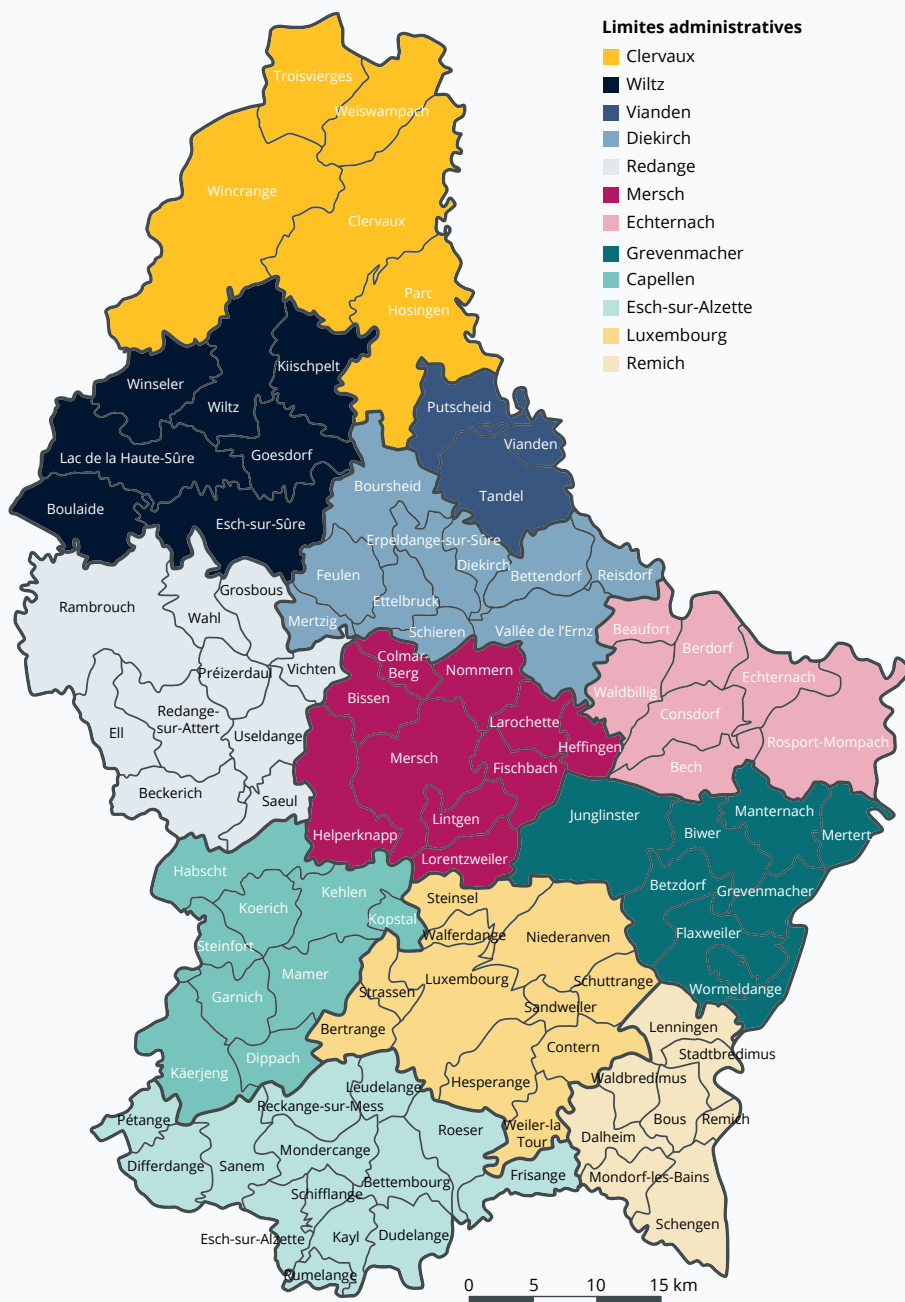 Limites administratives
Clervaux
Wiltz
Vianden
Diekirch
Redange
Mersch
Echternach
Grevenmacher
Capellen
Esch-sur-Alzette
Luxembourg
Remich
Troisvierges
Weiswampach
Wincrange
Clervaux
Parc
Hosingen
Kiischpelt
Winseler
Wiltz
Putscheid
Vianden
Lac de la Haute-Sûre
Goesdorf
Boursheid
Tandel
Boulaide
Esch-sur-Sûre
Erpeldange-sur-Sûre
Diekirch
Feulen
Bettendorf
Reisdorf
Grosbous
Rambrouch
Ettelbruck
Wahl
Mertzig
Schieren
Vallée de l'Ernz
Beaufort
Berdorf
Colmar-
Berg
Vichten
Préizerdaul
Nommern
Echternach
Bissen
Waldbillig
Redange-
sur-Attert
Consdorf
Larochette
Ell
Useldange
Heffingen
Rosport-Mompach
Mersch
Fischbach
Bech
Beckerich
Saeul
Junglinster
Manternach
Lintgen
Biwer
Mertert
Helperknapp
Lorentzweiler
Habscht
Kehlen
Betzdorf
Grevenmacher
Steinsel
Koerich
Kopstal
Walferdange
Niederanven
Flaxweiler
Steinfort
Mamer
Luxembourg
Schuttrange
Strassen
Wormeldange
Garnich
Sandweiler
Bertrange
Lenningen
Contern
Dippach
Stadtbredimus
Käerjeng
Hesperange
Waldbredimus
Leudelange
Reckange-sur-Mess
Pétange
Roeser
Weiler-la
Tour
Bous
Remich
Dalheim
Mondercange
Differdange
Sanem
Frisange
Mondorf-les-Bains
Bettembourg
Schifflange
Schengen
Esch-sur-Alzette
Kayl
Dudelange
Rumelange
0 5 10 15 km